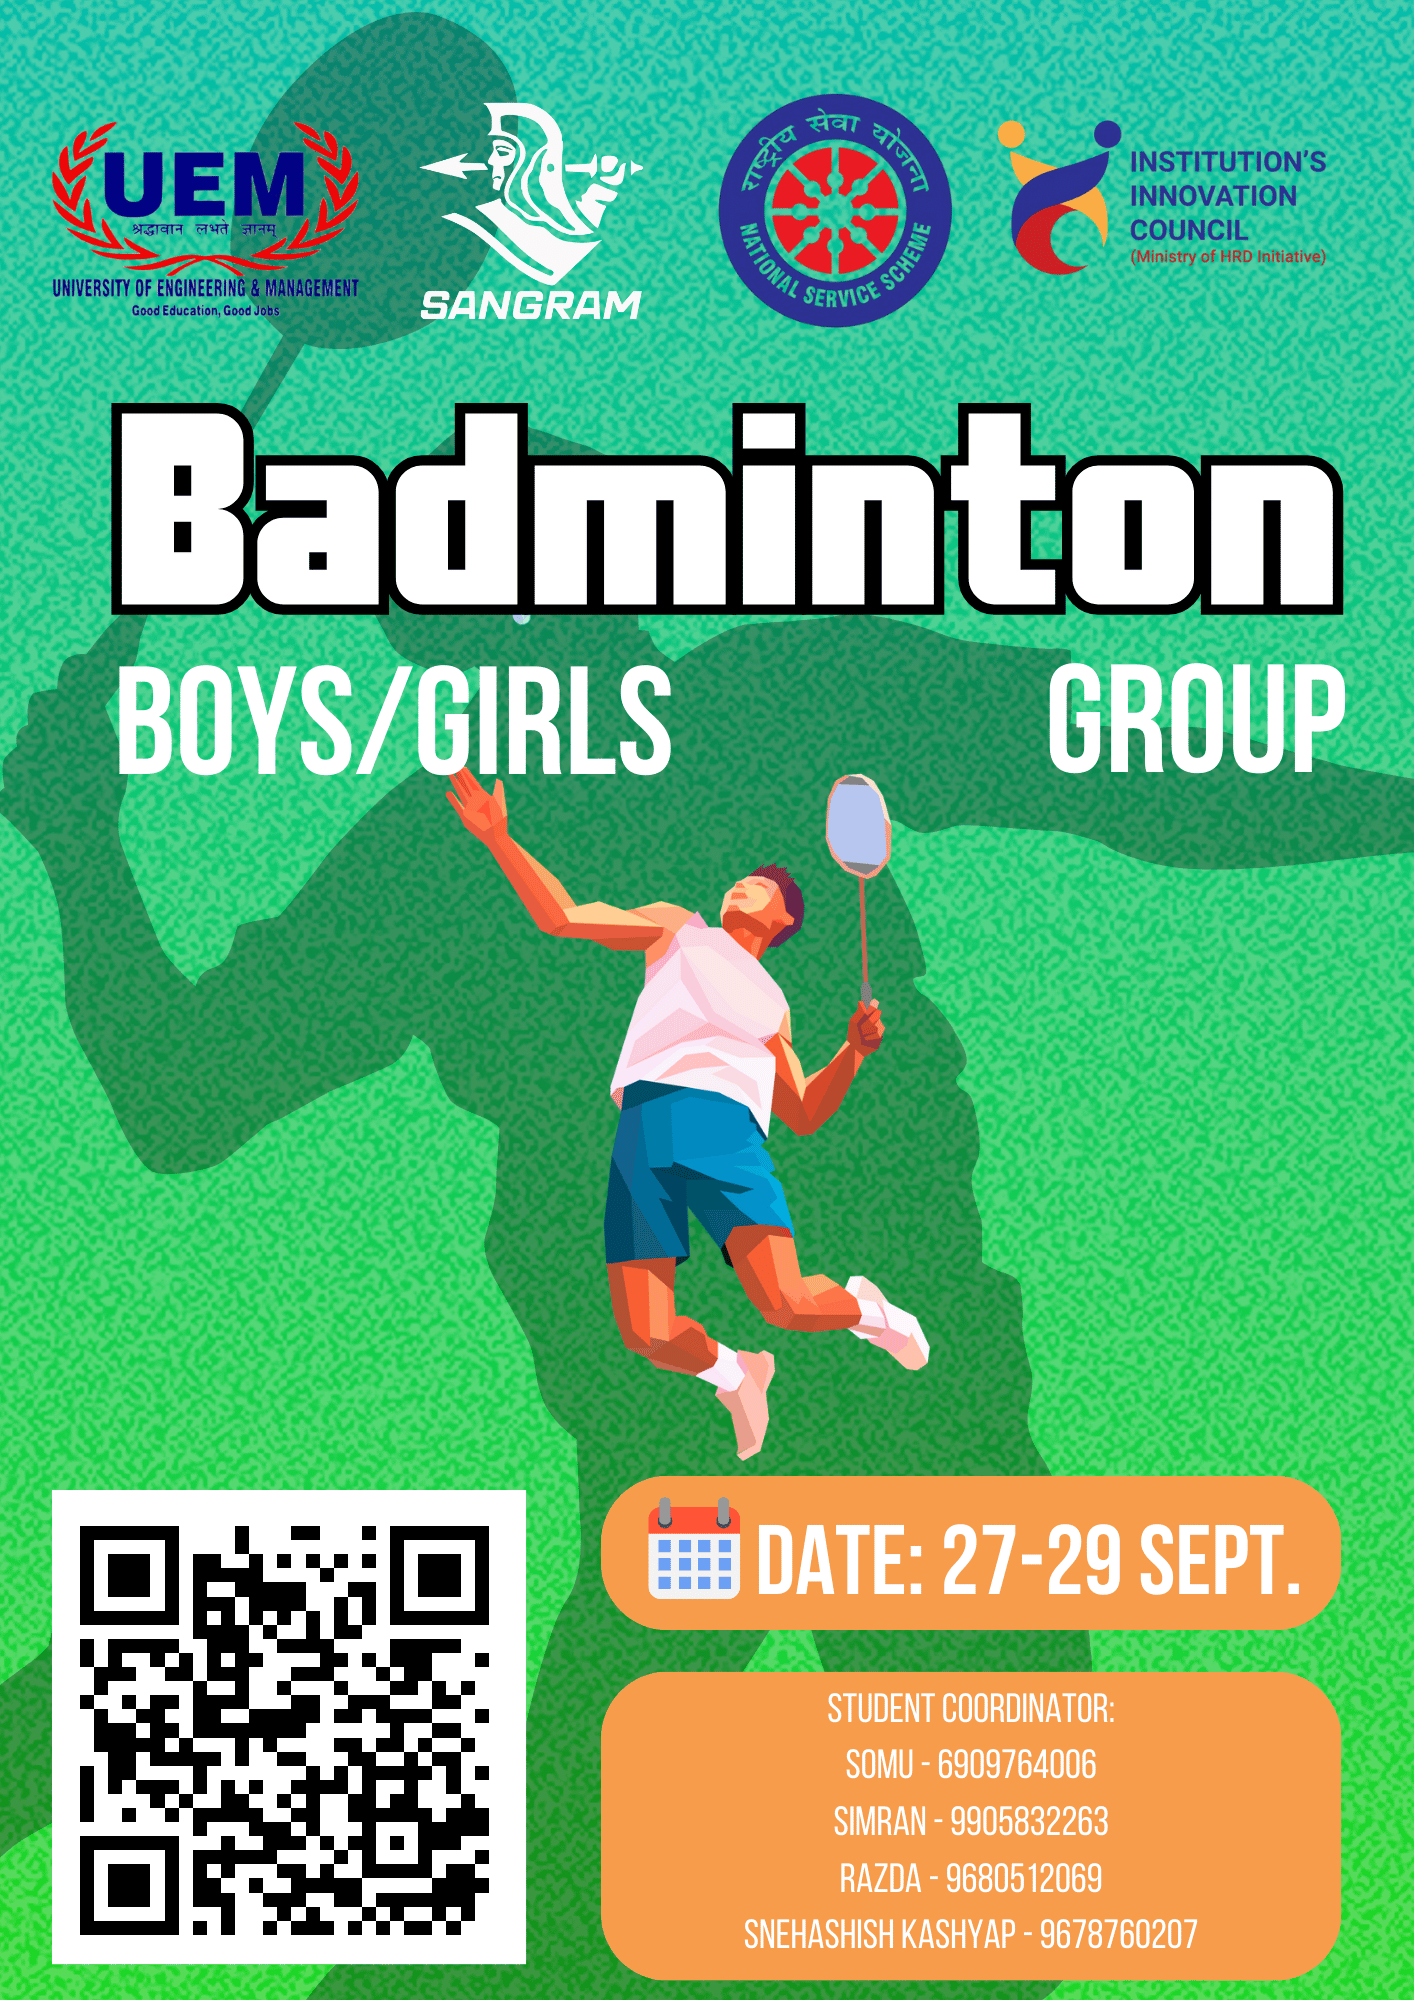 UEM
श्रद्धावान लभते ज्ञानम्
UNIVERSITY OF ENGINEERING & MANAGEMENT
Good Education, Good Jobs
SANGRAM
राष्ट्रीय सेवा योजना
NATIONAL SERVICE SCHEME
INSTITUTION'S
INNOVATION
COUNCIL
(Ministry of HRD Initiative)
Badminton
BOYS/GIRLS GROUP
DATE: 27-29 SEPT.
STUDENT COORDINATOR:
SOMU - 6909764006
SIMRAN - 9905832263
RAZDA - 9680512069
SNEHASHISH KASHYAP - 9678760207